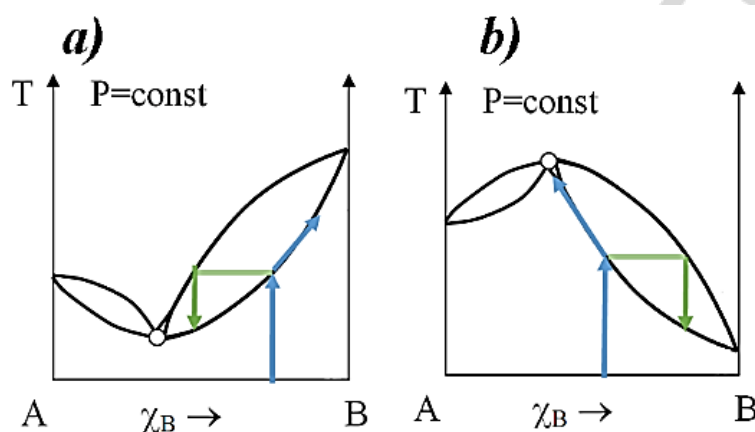 a)
T P=const
A χB → B
b)
T P=const
A χB → B